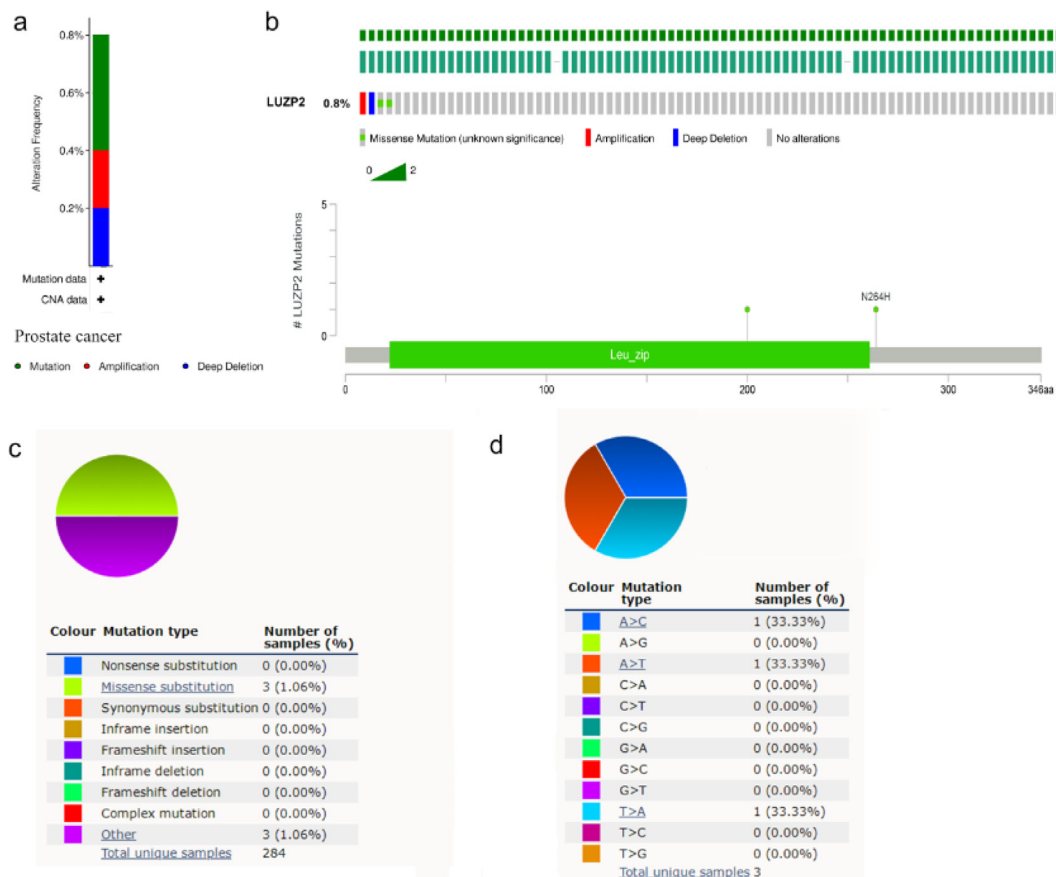 a
0.8%
0.6%
0.4%
0.2%
Alteration Frequency
Mutation data +
CNA data +
Prostate cancer
Mutation Amplification Deep Deletion
b
LUZP2 0.8%
Missense Mutation (unknown significance) Amplification Deep Deletion No alterations
0 2
# LUZP2 Mutations
5
0
N264H
Leu_zip
0 100 200 300 346aa
c
Colour Mutation type Number of
samples (%)
Nonsense substitution 0 (0.00%)
Missense substitution 3 (1.06%)
Synonymous substitution 0 (0.00%)
Inframe insertion 0 (0.00%)
Frameshift insertion 0 (0.00%)
Inframe deletion 0 (0.00%)
Frameshift deletion 0 (0.00%)
Complex mutation 0 (0.00%)
Other 3 (1.06%)
Total unique samples 284
d
Colour Mutation Number of
type samples (%)
A>C 1 (33.33%)
A>G 0 (0.00%)
A>T 1 (33.33%)
C>A 0 (0.00%)
C>T 0 (0.00%)
C>G 0 (0.00%)
G>A 0 (0.00%)
G>C 0 (0.00%)
G>T 0 (0.00%)
T>A 1 (33.33%)
T>C 0 (0.00%)
T>G 0 (0.00%)
Total unique samples 3